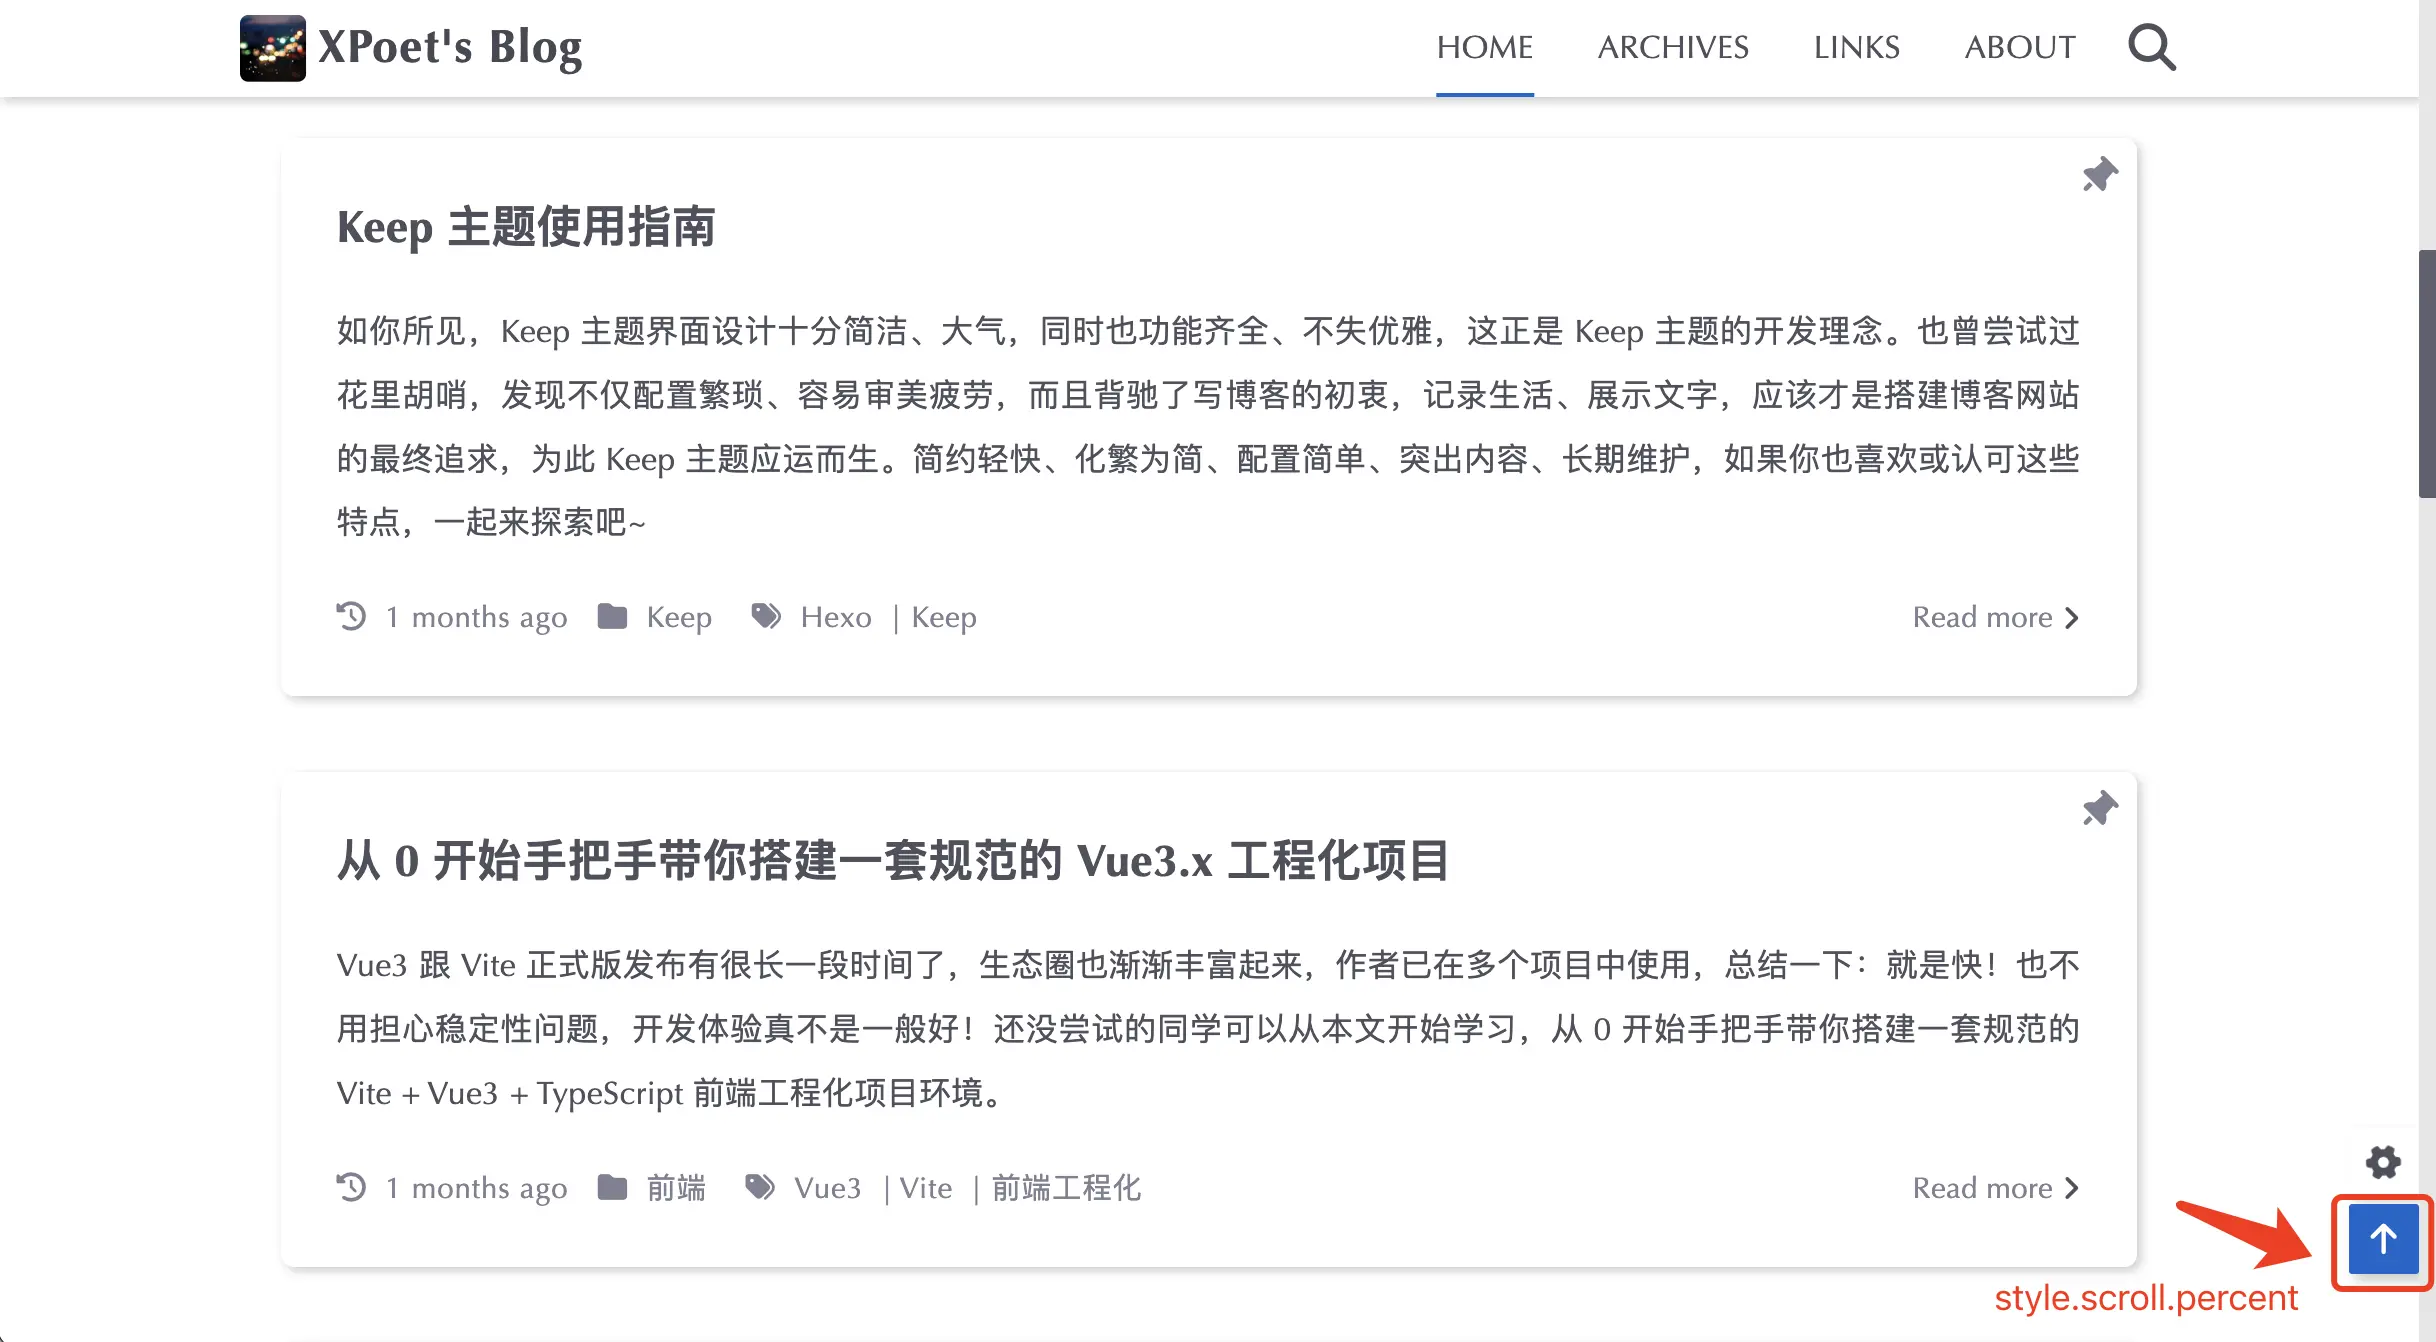 XPoet's Blog
HOME ARCHIVES LINKS ABOUT
Keep 主题使用指南
如你所见，Keep 主题界面设计十分简洁、大气，同时也功能齐全、不失优雅，这正是 Keep 主题的开发理念。也曾尝试过
花里胡哨，发现不仅配置繁琐、容易审美疲劳，而且背驰了写博客的初衷，记录生活、展示文字，应该才是搭建博客网站
的最终追求，为此 Keep 主题应运而生。简约轻快、化繁为简、配置简单、突出内容、长期维护，如果你也喜欢或认可这些
特点，一起来探索吧~
1 months ago Keep Hexo | Keep Read more
从 0 开始手把手带你搭建一套规范的 Vue3.x 工程化项目
Vue3 跟 Vite 正式版发布有很长一段时间了，生态圈也渐渐丰富起来，作者已在多个项目中使用，总结一下：就是快！也不
用担心稳定性问题，开发体验真不是一般好！还没尝试的同学可以从本文开始学习，从 0 开始手把手带你搭建一套规范的
Vite + Vue3 + TypeScript 前端工程化项目环境。
1 months ago 前端 Vue3 | Vite | 前端工程化 Read more
style.scroll.percent